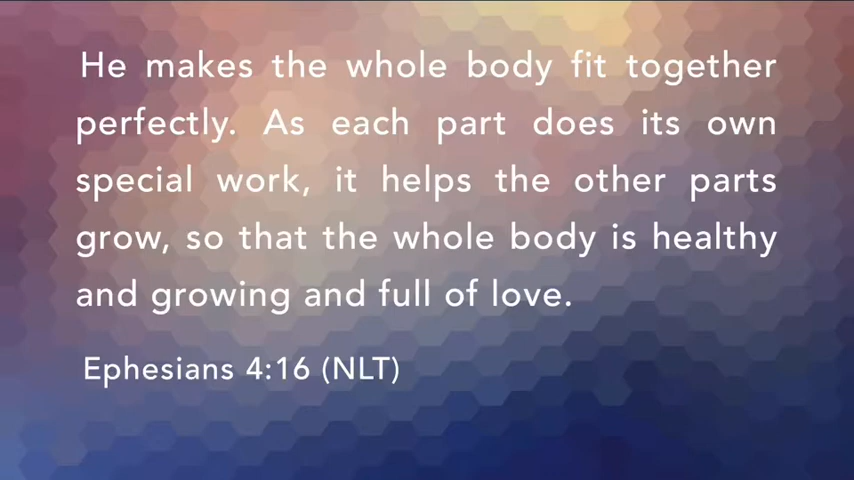 He makes the whole body fit together
perfectly. As each part does its own
special work, it helps the other parts
grow, so that the whole body is healthy
and growing and full of love.
Ephesians 4:16 (NLT)